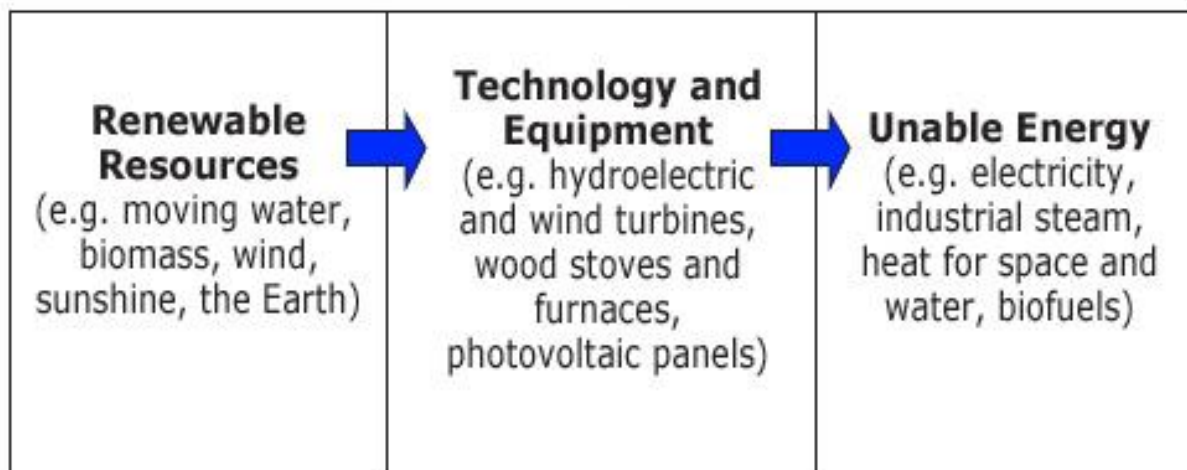 Renewable
Resources
(e.g. moving water,
biomass, wind,
sunshine, the Earth)
Technology and
Equipment
(e.g. hydroelectric
and wind turbines,
wood stoves and
furnaces,
photovoltaic panels)
Unable Energy
(e.g. electricity,
industrial steam,
heat for space and
water, biofuels)